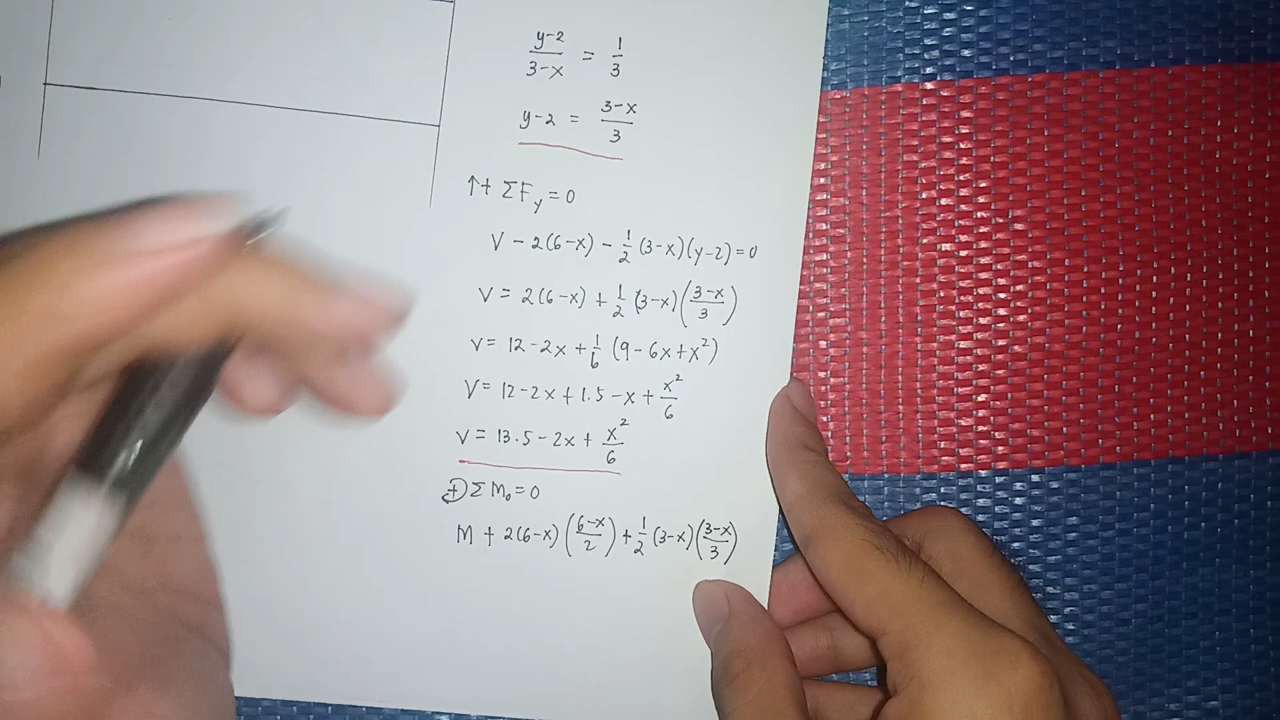 y-2/3-x = 1/3
y-2 = 3-x/3
↑+ ΣF_y = 0
V - 2(6-x) - 1/2 (3-x)(y-2) = 0
V = 2(6-x) + 1/2 (3-x)(3-x/3)
V = 12-2x + 1/6 (9-6x+x²)
V = 12-2x + 1.5 - x + x²/6
V = 13.5 - 2x + x²/6
+ ΣM₀ = 0
M + 2(6-x)(6-x/2) + 1/2 (3-x)(3-x/3)